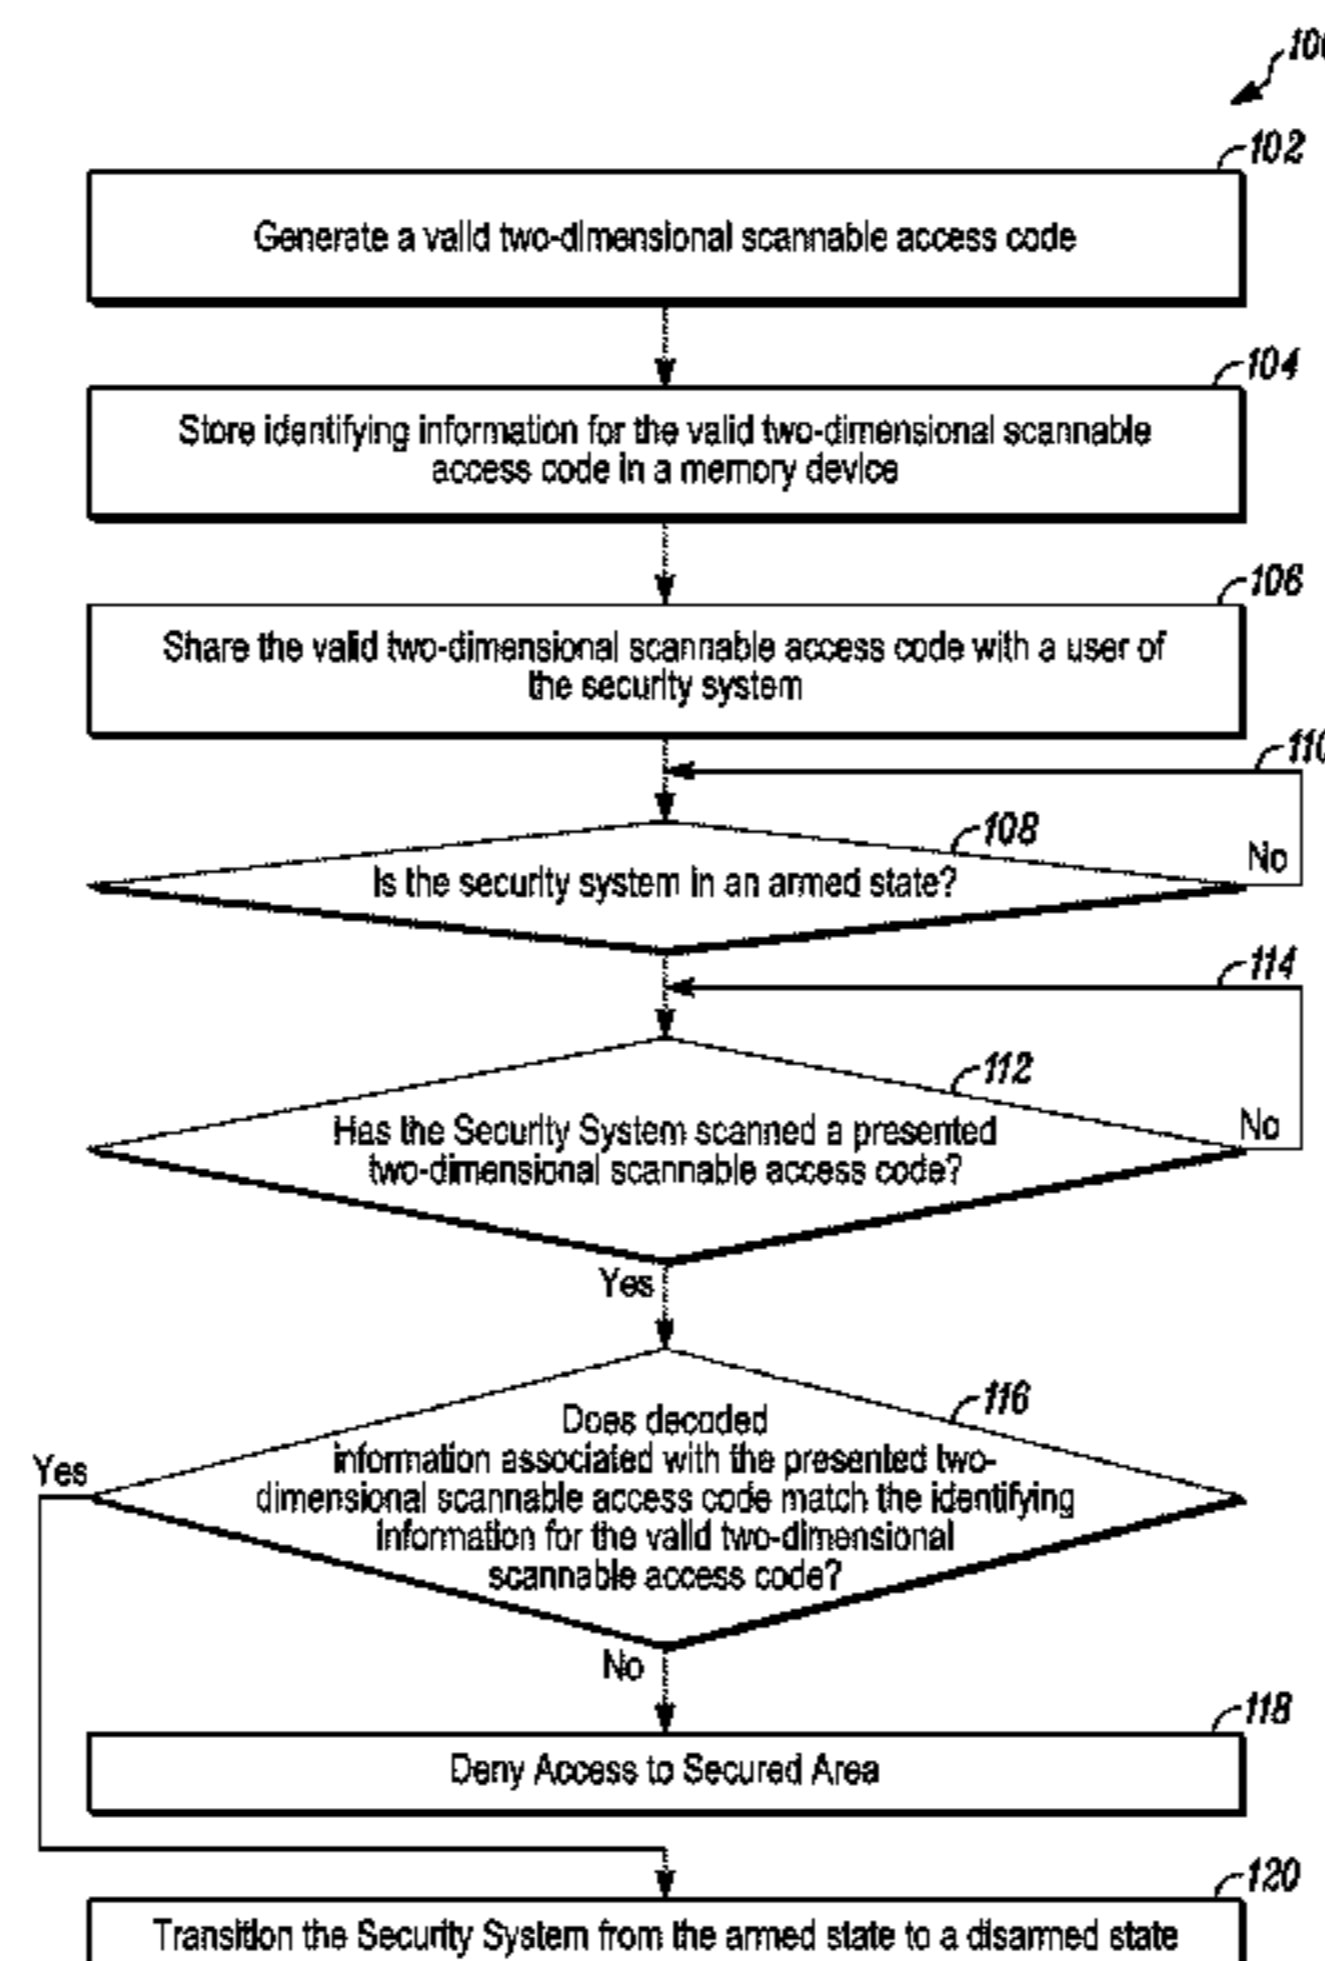 102
Generate a valid two-dimensional scannable access code
104
Store identifying information for the valid two-dimensional scannable
access code in a memory device
106
Share the valid two-dimensional scannable access code with a user of
the security system
110
108
Is the security system in an armed state?
No
114
112
Has the Security System scanned a presented
two-dimensional scannable access code?
No
Yes
116
Does decoded
information associated with the presented two-
dimensional scannable access code match the identifying
information for the valid two-dimensional
scannable access code?
Yes
No
118
Deny Access to Secured Area
120
Transition the Security System from the armed state to a disarmed state